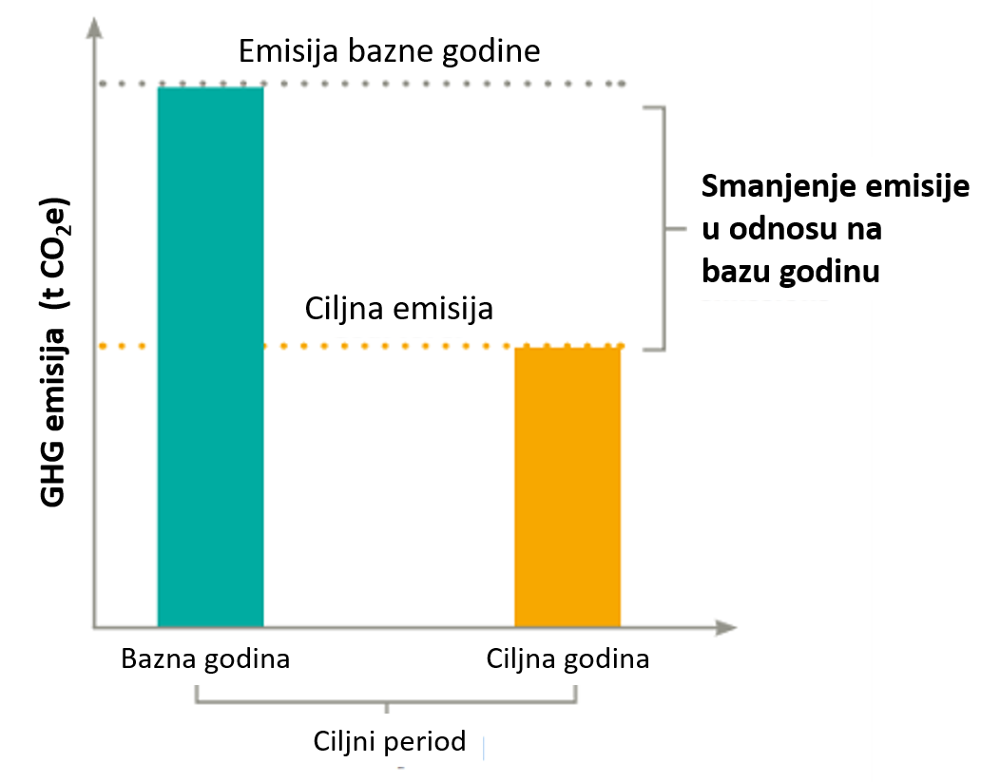 Emisija bazne godine
Smanjenje emisije
u odnosu na
bazu godinu
Ciljna emisija
GHG emisija (t CO₂e)
Bazna godina
Ciljna godina
Ciljni period